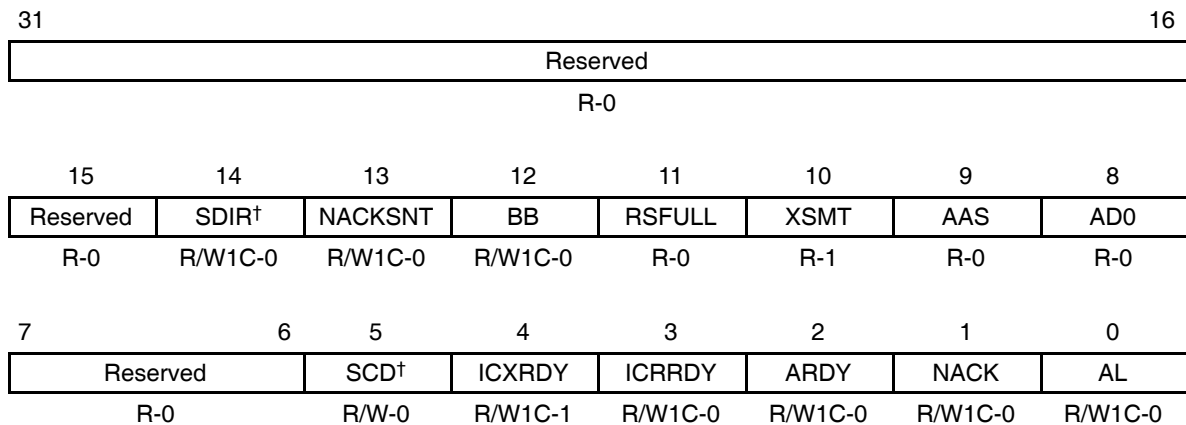 31 16
Reserved
R-0
15 14 13 12 11 10 9 8
Reserved SDIR† NACKSNT BB RSFULL XSMT AAS AD0
R-0 R/W1C-0 R/W1C-0 R/W1C-0 R-0 R-1 R-0 R-0
7 6 5 4 3 2 1 0
Reserved SCD† ICXRDY ICRRDY ARDY NACK AL
R-0 R/W-0 R/W1C-1 R/W1C-0 R/W1C-0 R/W1C-0 R/W1C-0